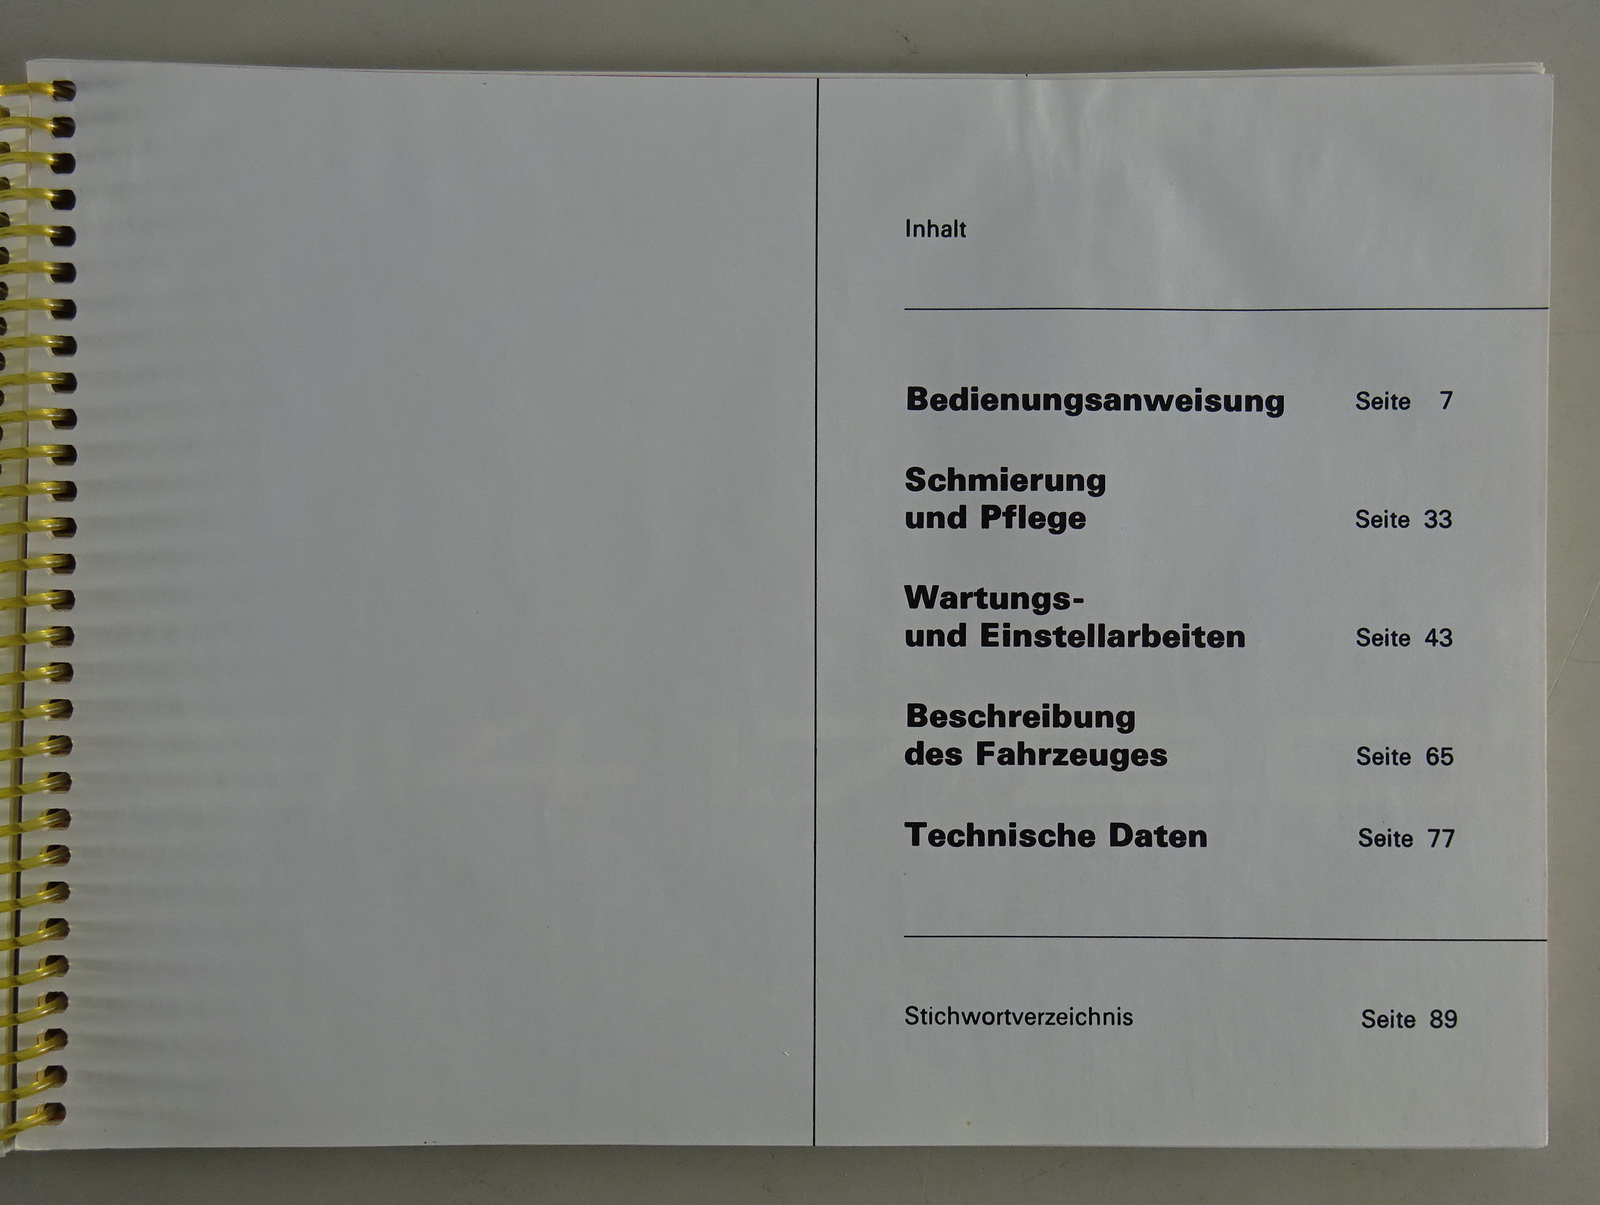 Inhalt
Bedienungsanweisung Seite 7
Schmierung
und Pflege Seite 33
Wartungs-
und Einstellarbeiten Seite 43
Beschreibung
des Fahrzeuges Seite 65
Technische Daten Seite 77
Stichwortverzeichnis Seite 89